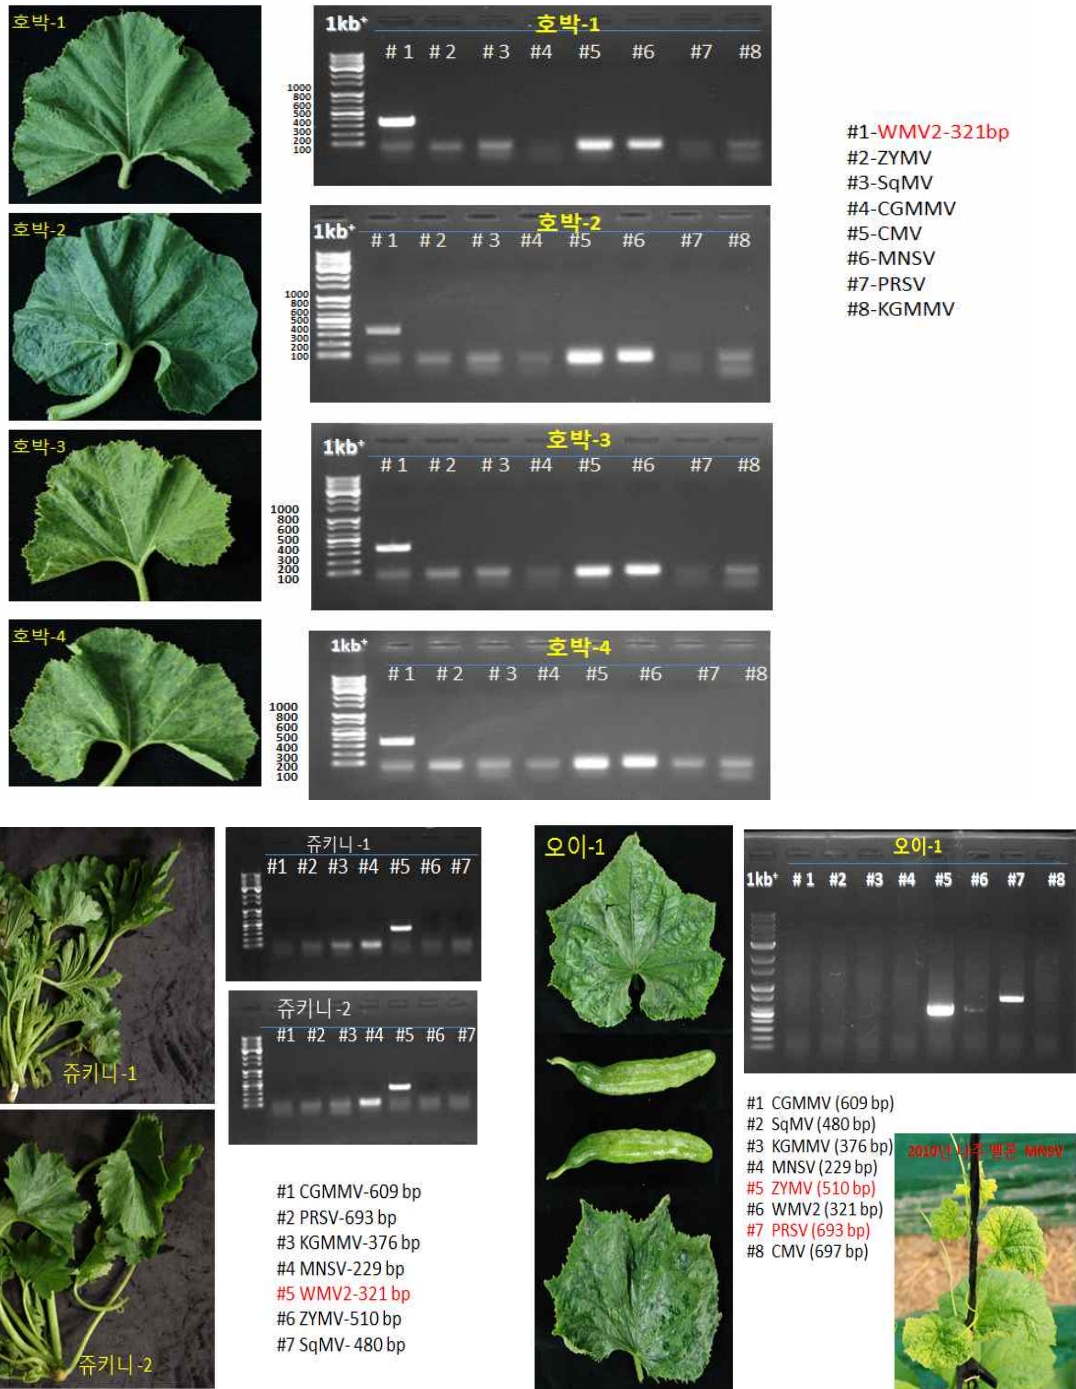 호박-1
1kb⁺
호박-1
# 1 # 2 # 3 #4 #5 #6 #7 #8
1000
800
600
500
400
300
200
100
#1-WMV2-321bp
#2-ZYMV
#3-SqMV
#4-CGMMV
#5-CMV
#6-MNSV
#7-PRSV
#8-KGMMV
호박-2
1kb⁺
호박-2
# 1 # 2 # 3 #4 #5 #6 #7 #8
1000
800
600
500
400
300
200
100
호박-3
1kb⁺
호박-3
# 1 # 2 # 3 #4 #5 #6 #7 #8
1000
800
600
500
400
300
200
100
호박-4
1kb⁺
호박-4
# 1 # 2 # 3 #4 #5 #6 #7 #8
1000
800
600
500
400
300
200
100
쥬키니-1
쥬키니-1
#1 #2 #3 #4 #5 #6 #7
쥬키니-2
쥬키니-2
#1 #2 #3 #4 #5 #6 #7
#1 CGMMV-609 bp
#2 PRSV-693 bp
#3 KGMMV-376 bp
#4 MNSV-229 bp
#5 WMV2-321 bp
#6 ZYMV-510 bp
#7 SqMV- 480 bp
오이-1
오이-1
1kb⁺ # 1 #2 #3 #4 #5 #6 #7 #8
#1 CGMMV (609 bp)
#2 SqMV (480 bp)
#3 KGMMV (376 bp)
#4 MNSV (229 bp)
#5 ZYMV (510 bp)
#6 WMV2 (321 bp)
#7 PRSV (693 bp)
#8 CMV (697 bp)
2010년 나주 멜론 MNSV